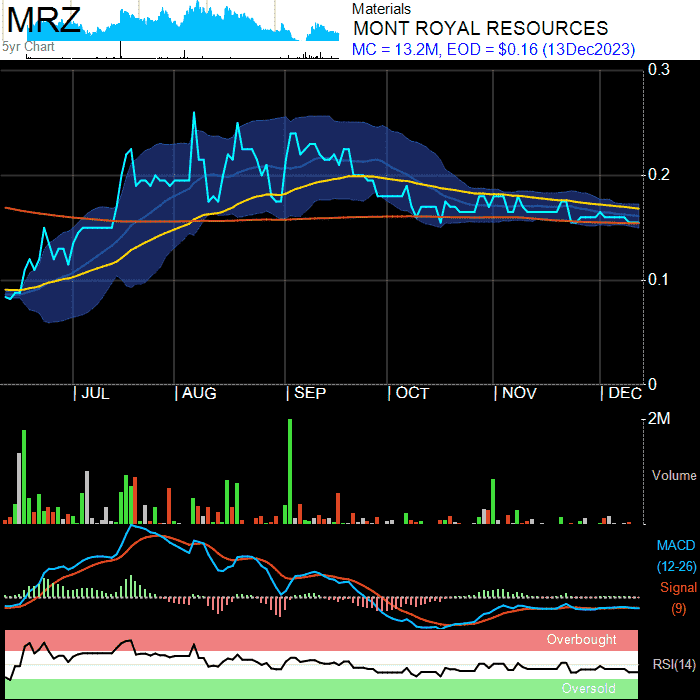 MRZ
5yr Chart
Materials
MONT ROYAL RESOURCES
MC = 13.2M, EOD = $0.16 (13Dec2023)
0.3
0.2
0.1
0
| JUL | AUG | SEP | OCT | NOV | DEC
2M
Volume
MACD
(12-26)
Signal
(9)
Overbought
RSI(14)
Oversold